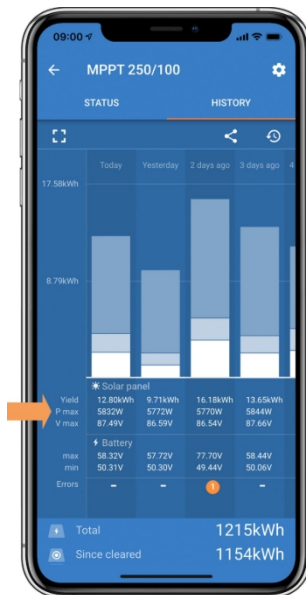 09:00
MPPT 250/100
STATUS HISTORY
Today Yesterday 2 days ago 3 days ago 4
17.58kWh
8.79kWh
Solar panel
Yield 12.80kWh 9.71kWh 16.18kWh 13.65kWh
P max 5832W 5772W 5770W 5844W
V max 87.49V 86.59V 86.54V 87.66V
Battery
max 58.32V 57.72V 77.70V 58.44V
min 50.31V 50.30V 49.44V 50.06V
Errors – – 1 –
Total 1215kWh
Since cleared 1154kWh